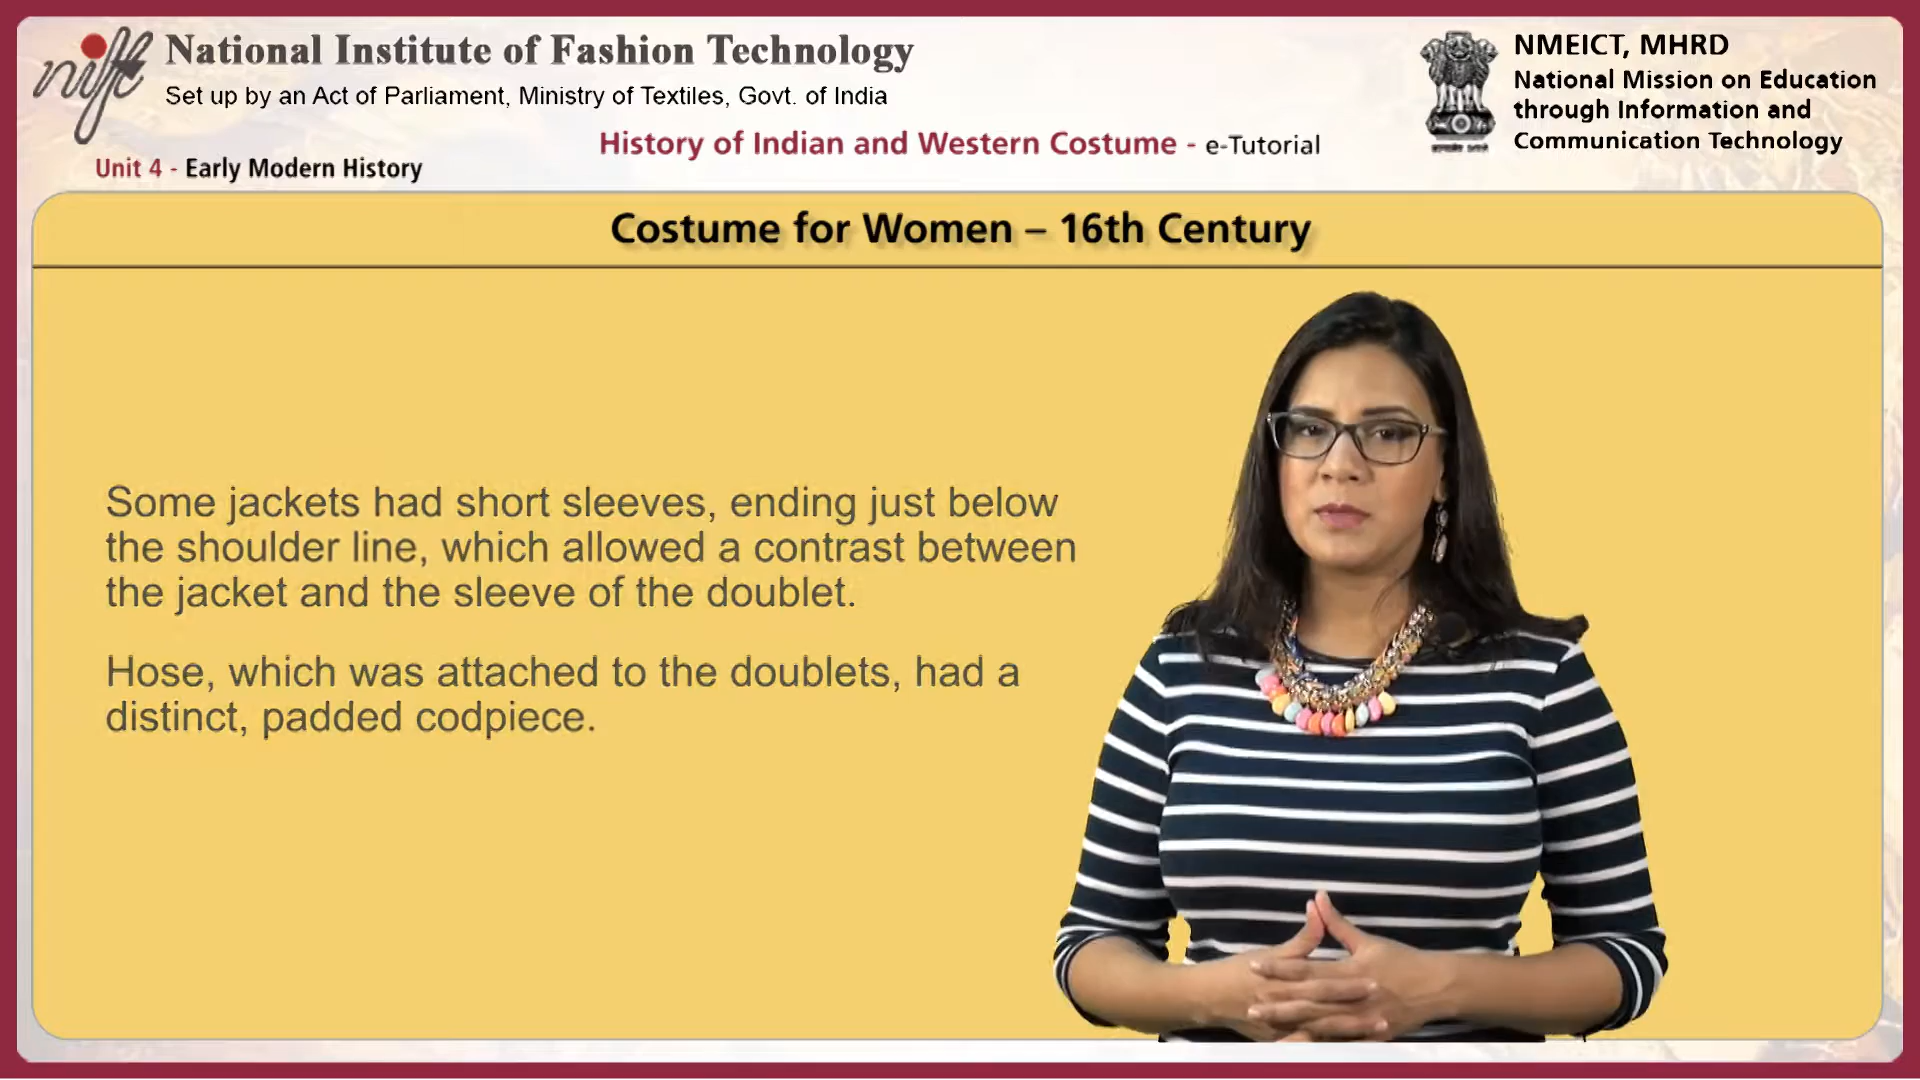 nift
National Institute of Fashion Technology
Set up by an Act of Parliament, Ministry of Textiles, Govt. of India
NMEICT, MHRD
National Mission on Education
through Information and
Communication Technology
History of Indian and Western Costume - e-Tutorial
Unit 4 - Early Modern History
Costume for Women – 16th Century
Some jackets had short sleeves, ending just below
the shoulder line, which allowed a contrast between
the jacket and the sleeve of the doublet.
Hose, which was attached to the doublets, had a
distinct, padded codpiece.